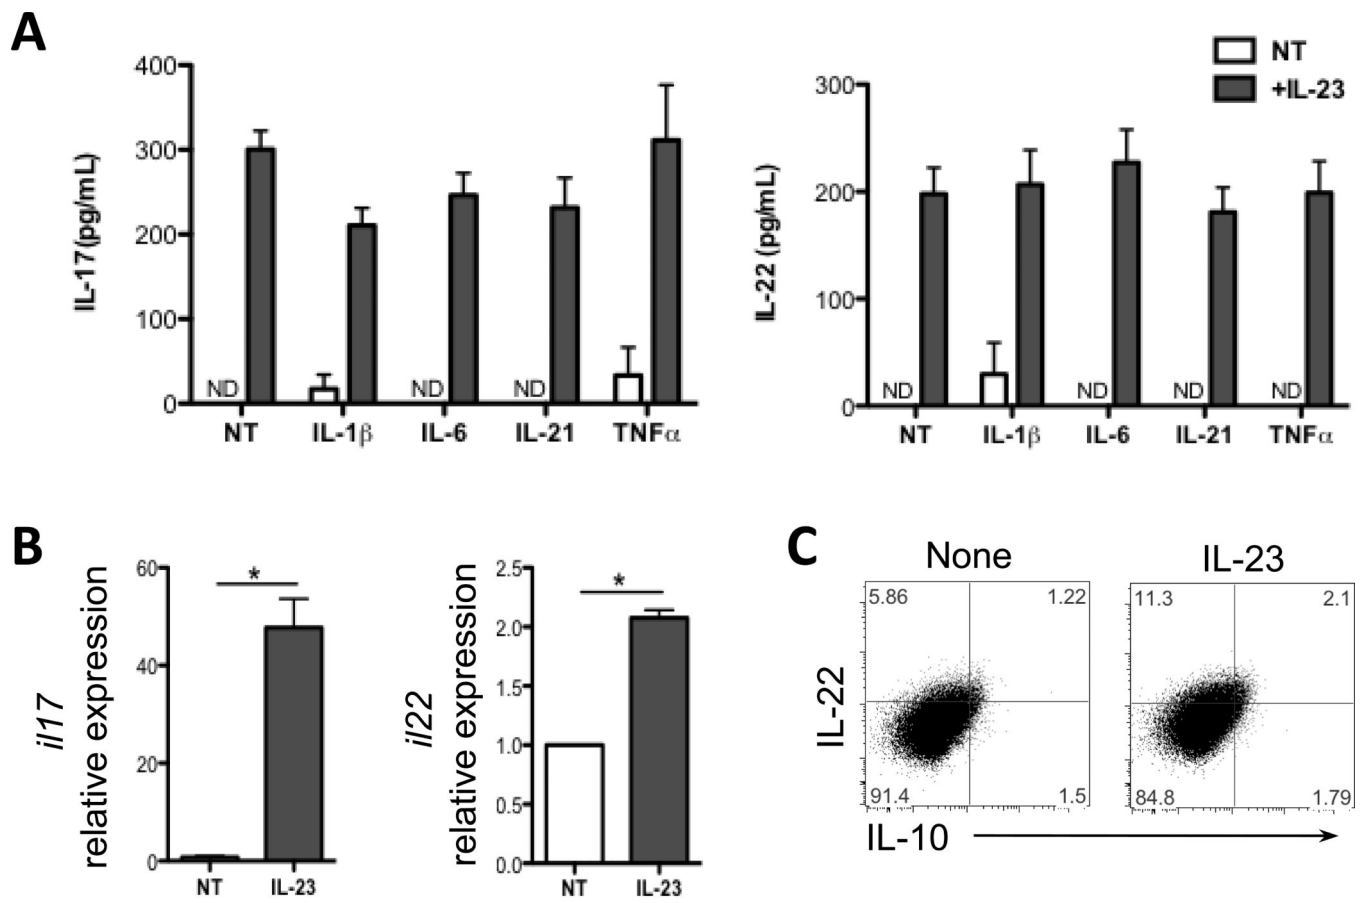 A
NT
+IL-23
IL-17(pg/mL)
400
300
200
100
0
ND
ND
ND
NT
IL-1β
IL-6
IL-21
TNFα
IL-22 (pg/mL)
300
200
100
0
ND
ND
ND
ND
NT
IL-1β
IL-6
IL-21
TNFα
B
il17
relative expression
60
40
20
0
*
NT
IL-23
il22
relative expression
2.5
2.0
1.5
1.0
0.5
0.0
*
NT
IL-23
C
None
IL-23
5.86
1.22
91.4
1.5
11.3
2.1
84.8
1.79
IL-22
IL-10